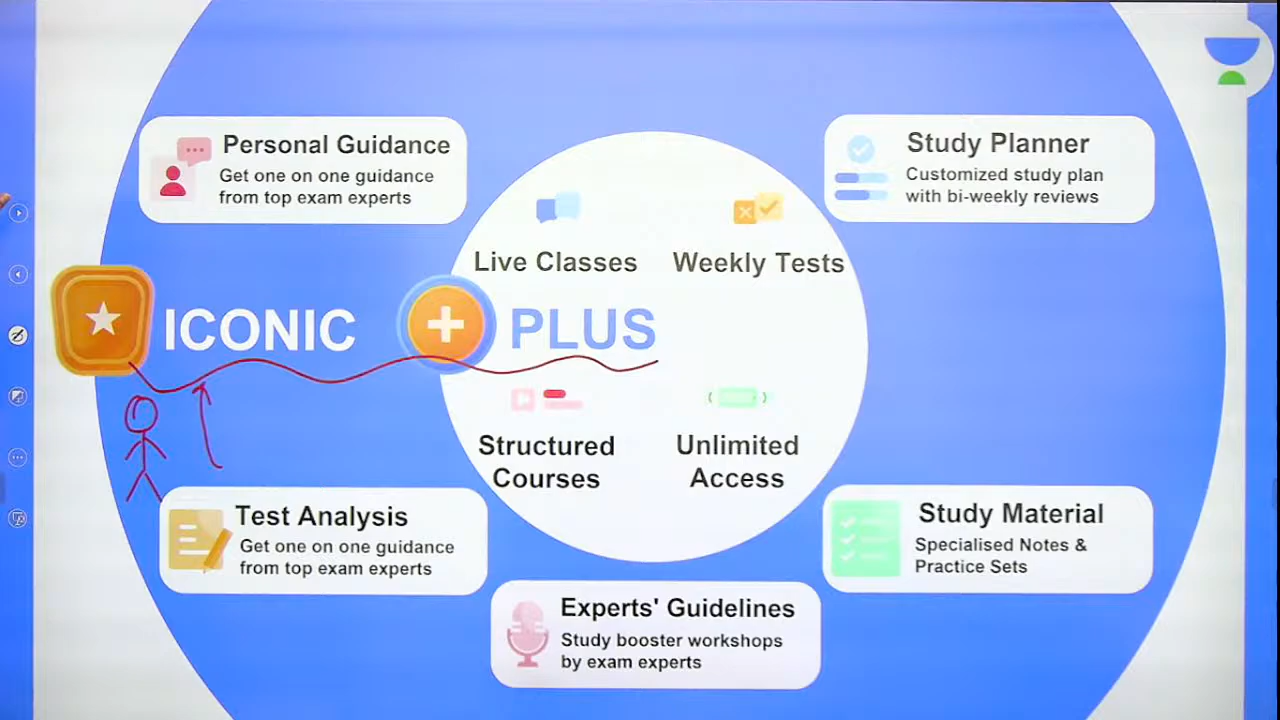 Personal Guidance
Get one on one guidance
from top exam experts
Study Planner
Customized study plan
with bi-weekly reviews
Live Classes
Weekly Tests
ICONIC
PLUS
Structured
Courses
Unlimited
Access
Test Analysis
Get one on one guidance
from top exam experts
Study Material
Specialised Notes &
Practice Sets
Experts' Guidelines
Study booster workshops
by exam experts